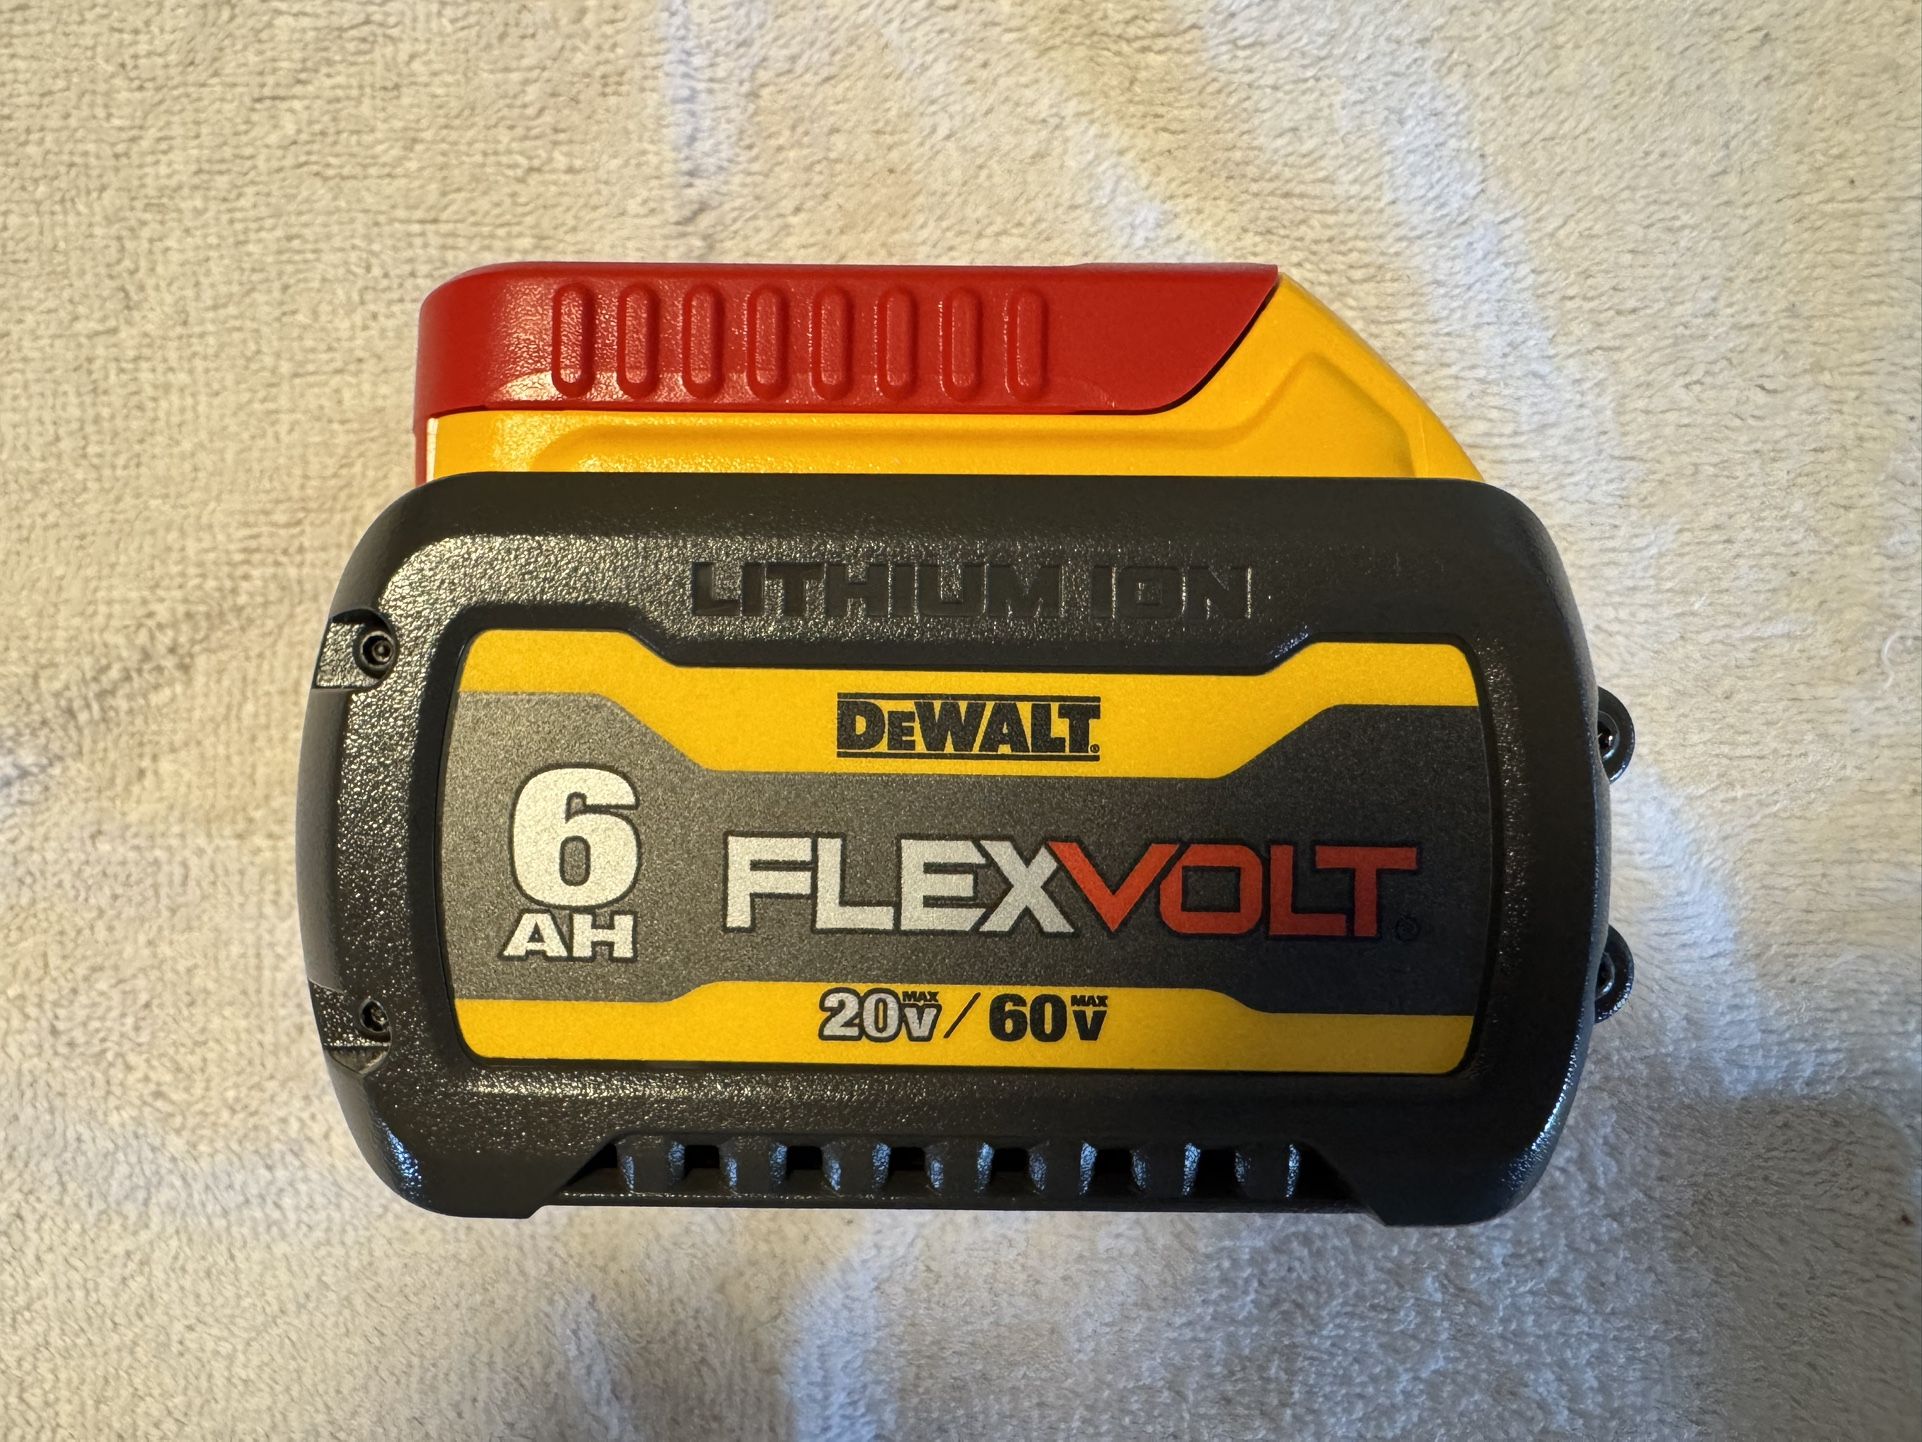 LITHIUM ION
DEWALT®
6
AH
FLEXVOLT®
20V MAX / 60V MAX